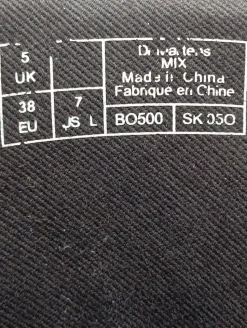 5
UK
38
EU
7
US L
Dr. Martens
MIX
Made in China
Fabriqué en Chine
BO500
SK 050